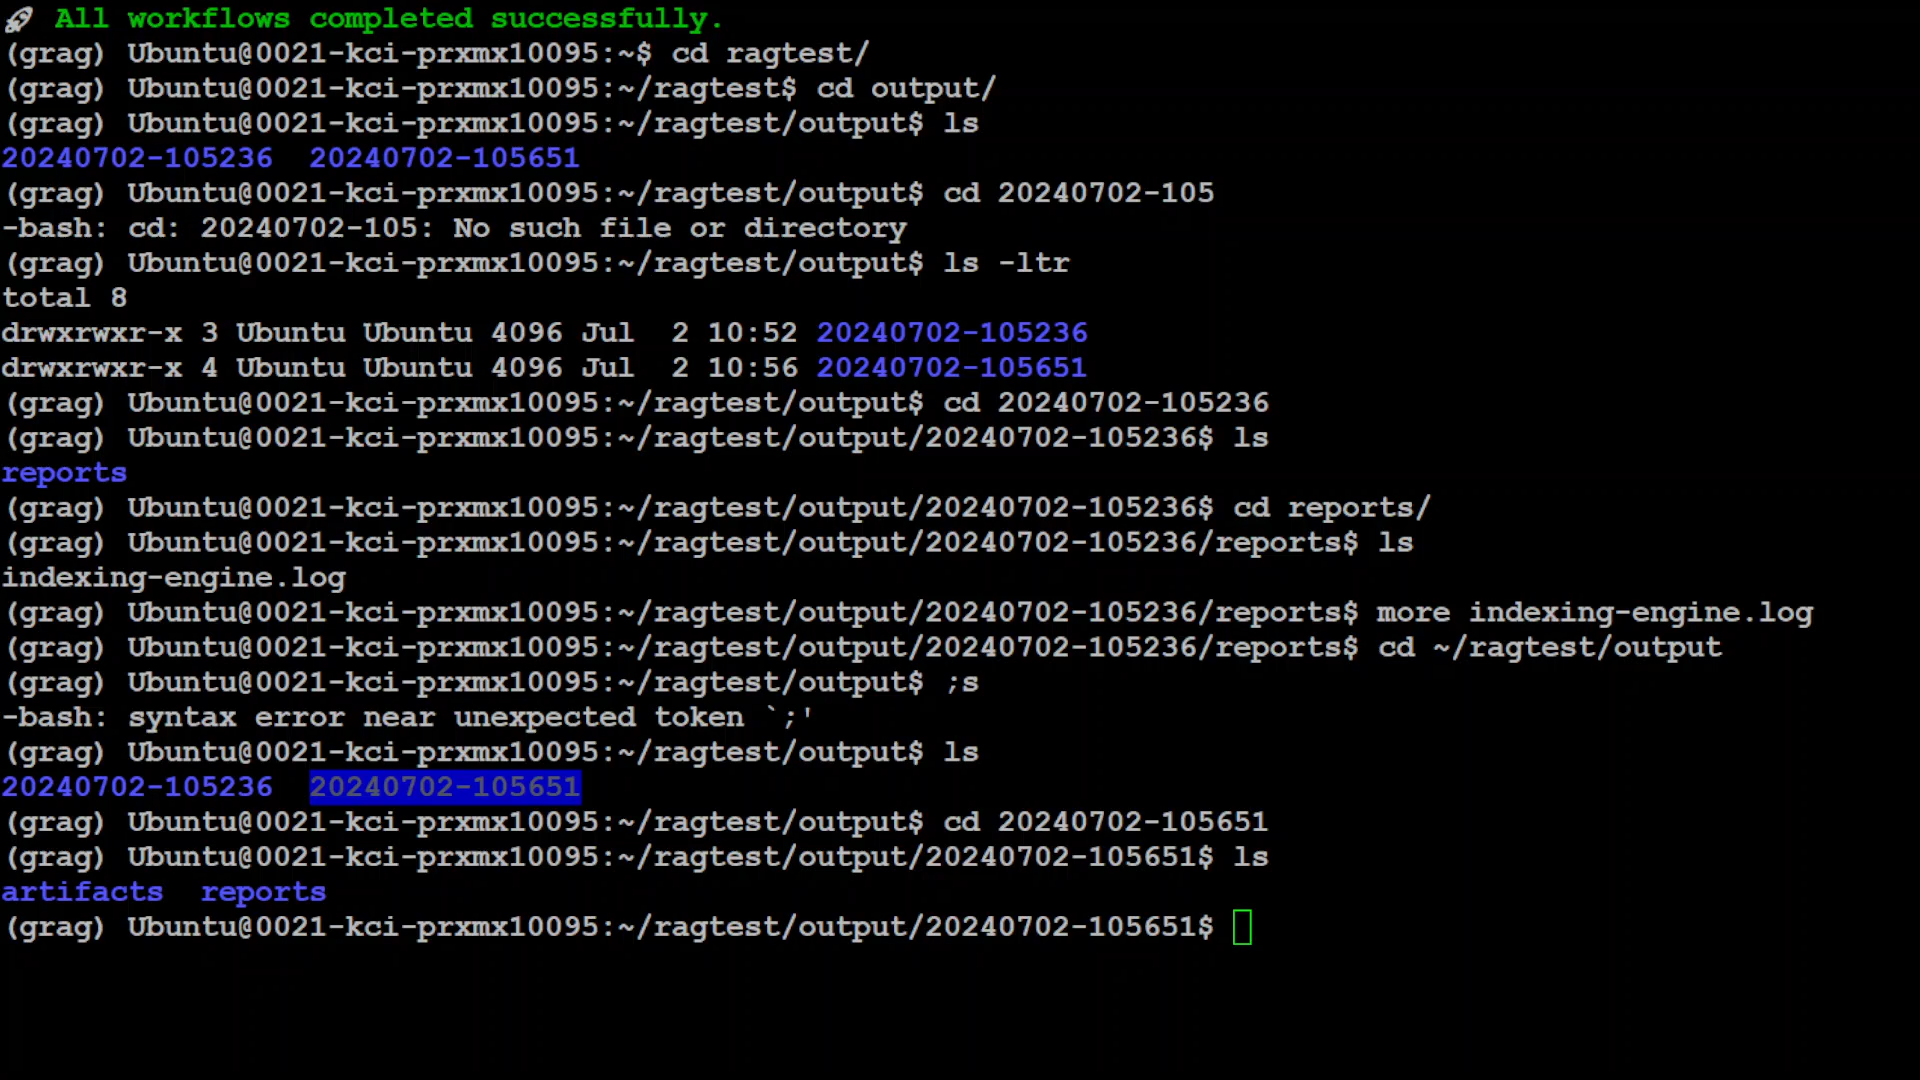 🚀 All workflows completed successfully.
(grag) Ubuntu@0021-kci-prxmx10095:~$ cd ragtest/
(grag) Ubuntu@0021-kci-prxmx10095:~/ragtest$ cd output/
(grag) Ubuntu@0021-kci-prxmx10095:~/ragtest/output$ ls
20240702-105236  20240702-105651
(grag) Ubuntu@0021-kci-prxmx10095:~/ragtest/output$ cd 20240702-105
-bash: cd: 20240702-105: No such file or directory
(grag) Ubuntu@0021-kci-prxmx10095:~/ragtest/output$ ls -ltr
total 8
drwxrwxr-x 3 Ubuntu Ubuntu 4096 Jul  2 10:52 20240702-105236
drwxrwxr-x 4 Ubuntu Ubuntu 4096 Jul  2 10:56 20240702-105651
(grag) Ubuntu@0021-kci-prxmx10095:~/ragtest/output$ cd 20240702-105236
(grag) Ubuntu@0021-kci-prxmx10095:~/ragtest/output/20240702-105236$ ls
reports
(grag) Ubuntu@0021-kci-prxmx10095:~/ragtest/output/20240702-105236$ cd reports/
(grag) Ubuntu@0021-kci-prxmx10095:~/ragtest/output/20240702-105236/reports$ ls
indexing-engine.log
(grag) Ubuntu@0021-kci-prxmx10095:~/ragtest/output/20240702-105236/reports$ more indexing-engine.log
(grag) Ubuntu@0021-kci-prxmx10095:~/ragtest/output/20240702-105236/reports$ cd ~/ragtest/output
(grag) Ubuntu@0021-kci-prxmx10095:~/ragtest/output$ ;s
-bash: syntax error near unexpected token `;'
(grag) Ubuntu@0021-kci-prxmx10095:~/ragtest/output$ ls
20240702-105236  20240702-105651
(grag) Ubuntu@0021-kci-prxmx10095:~/ragtest/output$ cd 20240702-105651
(grag) Ubuntu@0021-kci-prxmx10095:~/ragtest/output/20240702-105651$ ls
artifacts  reports
(grag) Ubuntu@0021-kci-prxmx10095:~/ragtest/output/20240702-105651$